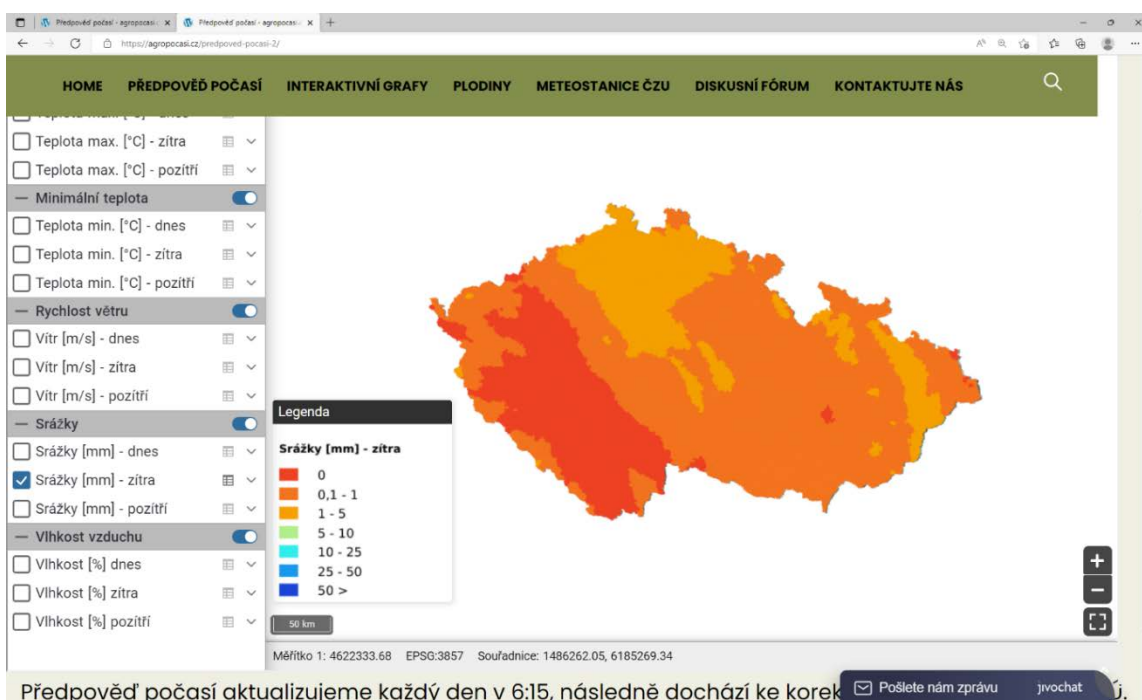 Předpověď počasí - agropocasi.c
Předpověď počasí - agropocasi.c
https://agropocasi.cz/predpoved-pocasi-2/
HOME PŘEDPOVĚĎ POČASÍ INTERAKTIVNÍ GRAFY PLODINY METEOSTANICE ČZU DISKUSNÍ FÓRUM KONTAKTUJTE NÁS
Teplota max. [°C] - dnes
Teplota max. [°C] - zítra
Teplota max. [°C] - pozítří
Minimální teplota
Teplota min. [°C] - dnes
Teplota min. [°C] - zítra
Teplota min. [°C] - pozítří
Rychlost větru
Vítr [m/s] - dnes
Vítr [m/s] - zítra
Vítr [m/s] - pozítří
Srážky
Srážky [mm] - dnes
Srážky [mm] - zítra
Srážky [mm] - pozítří
Vlhkost vzduchu
Vlhkost [%] dnes
Vlhkost [%] zítra
Vlhkost [%] pozítří
Legenda
Srážky [mm] - zítra
0
0,1 - 1
1 - 5
5 - 10
10 - 25
25 - 50
50 >
50 km
Měřítko 1: 4622333.68 EPSG:3857 Souřadnice: 1486262.05, 6185269.34
Předpověď počasí aktualizujeme každý den v 6:15, následně dochází ke korek
Pošlete nám zprávu jivochat